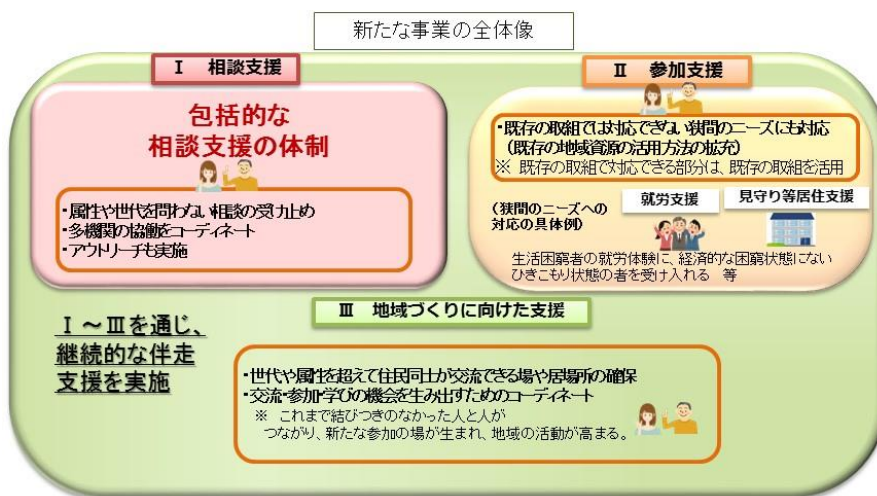 新たな事業の全体像
Ⅰ 相談支援
包括的な
相談支援の体制
・属性や世代を問わない相談の受け止め
・多機関の協働をコーディネート
・アウトリーチも実施
Ⅱ 参加支援
・既存の取組では対応できない狭間のニーズにも対応
（既存の地域資源の活用方法の拡充）
※ 既存の取組で対応できる部分は、既存の取組を活用
（狭間のニーズへの
対応の具体例）
就労支援
見守り等居住支援
生活困窮者の就労体験に、経済的な困窮状態にない
ひきこもり状態の者を受け入れる 等
Ⅲ 地域づくりに向けた支援
Ⅰ～Ⅲを通じ、
継続的な伴走
支援を実施
・世代や属性を超えて住民同士が交流できる場や居場所の確保
・交流・参加・学びの機会を生み出すためのコーディネート
※ これまで結びつきのなかった人と人が
つながり、新たな参加の場が生まれ、地域の活動が高まる。